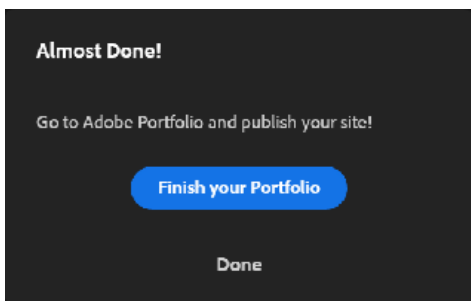 Almost Done!
Go to Adobe Portfolio and publish your site!
Finish your Portfolio
Done